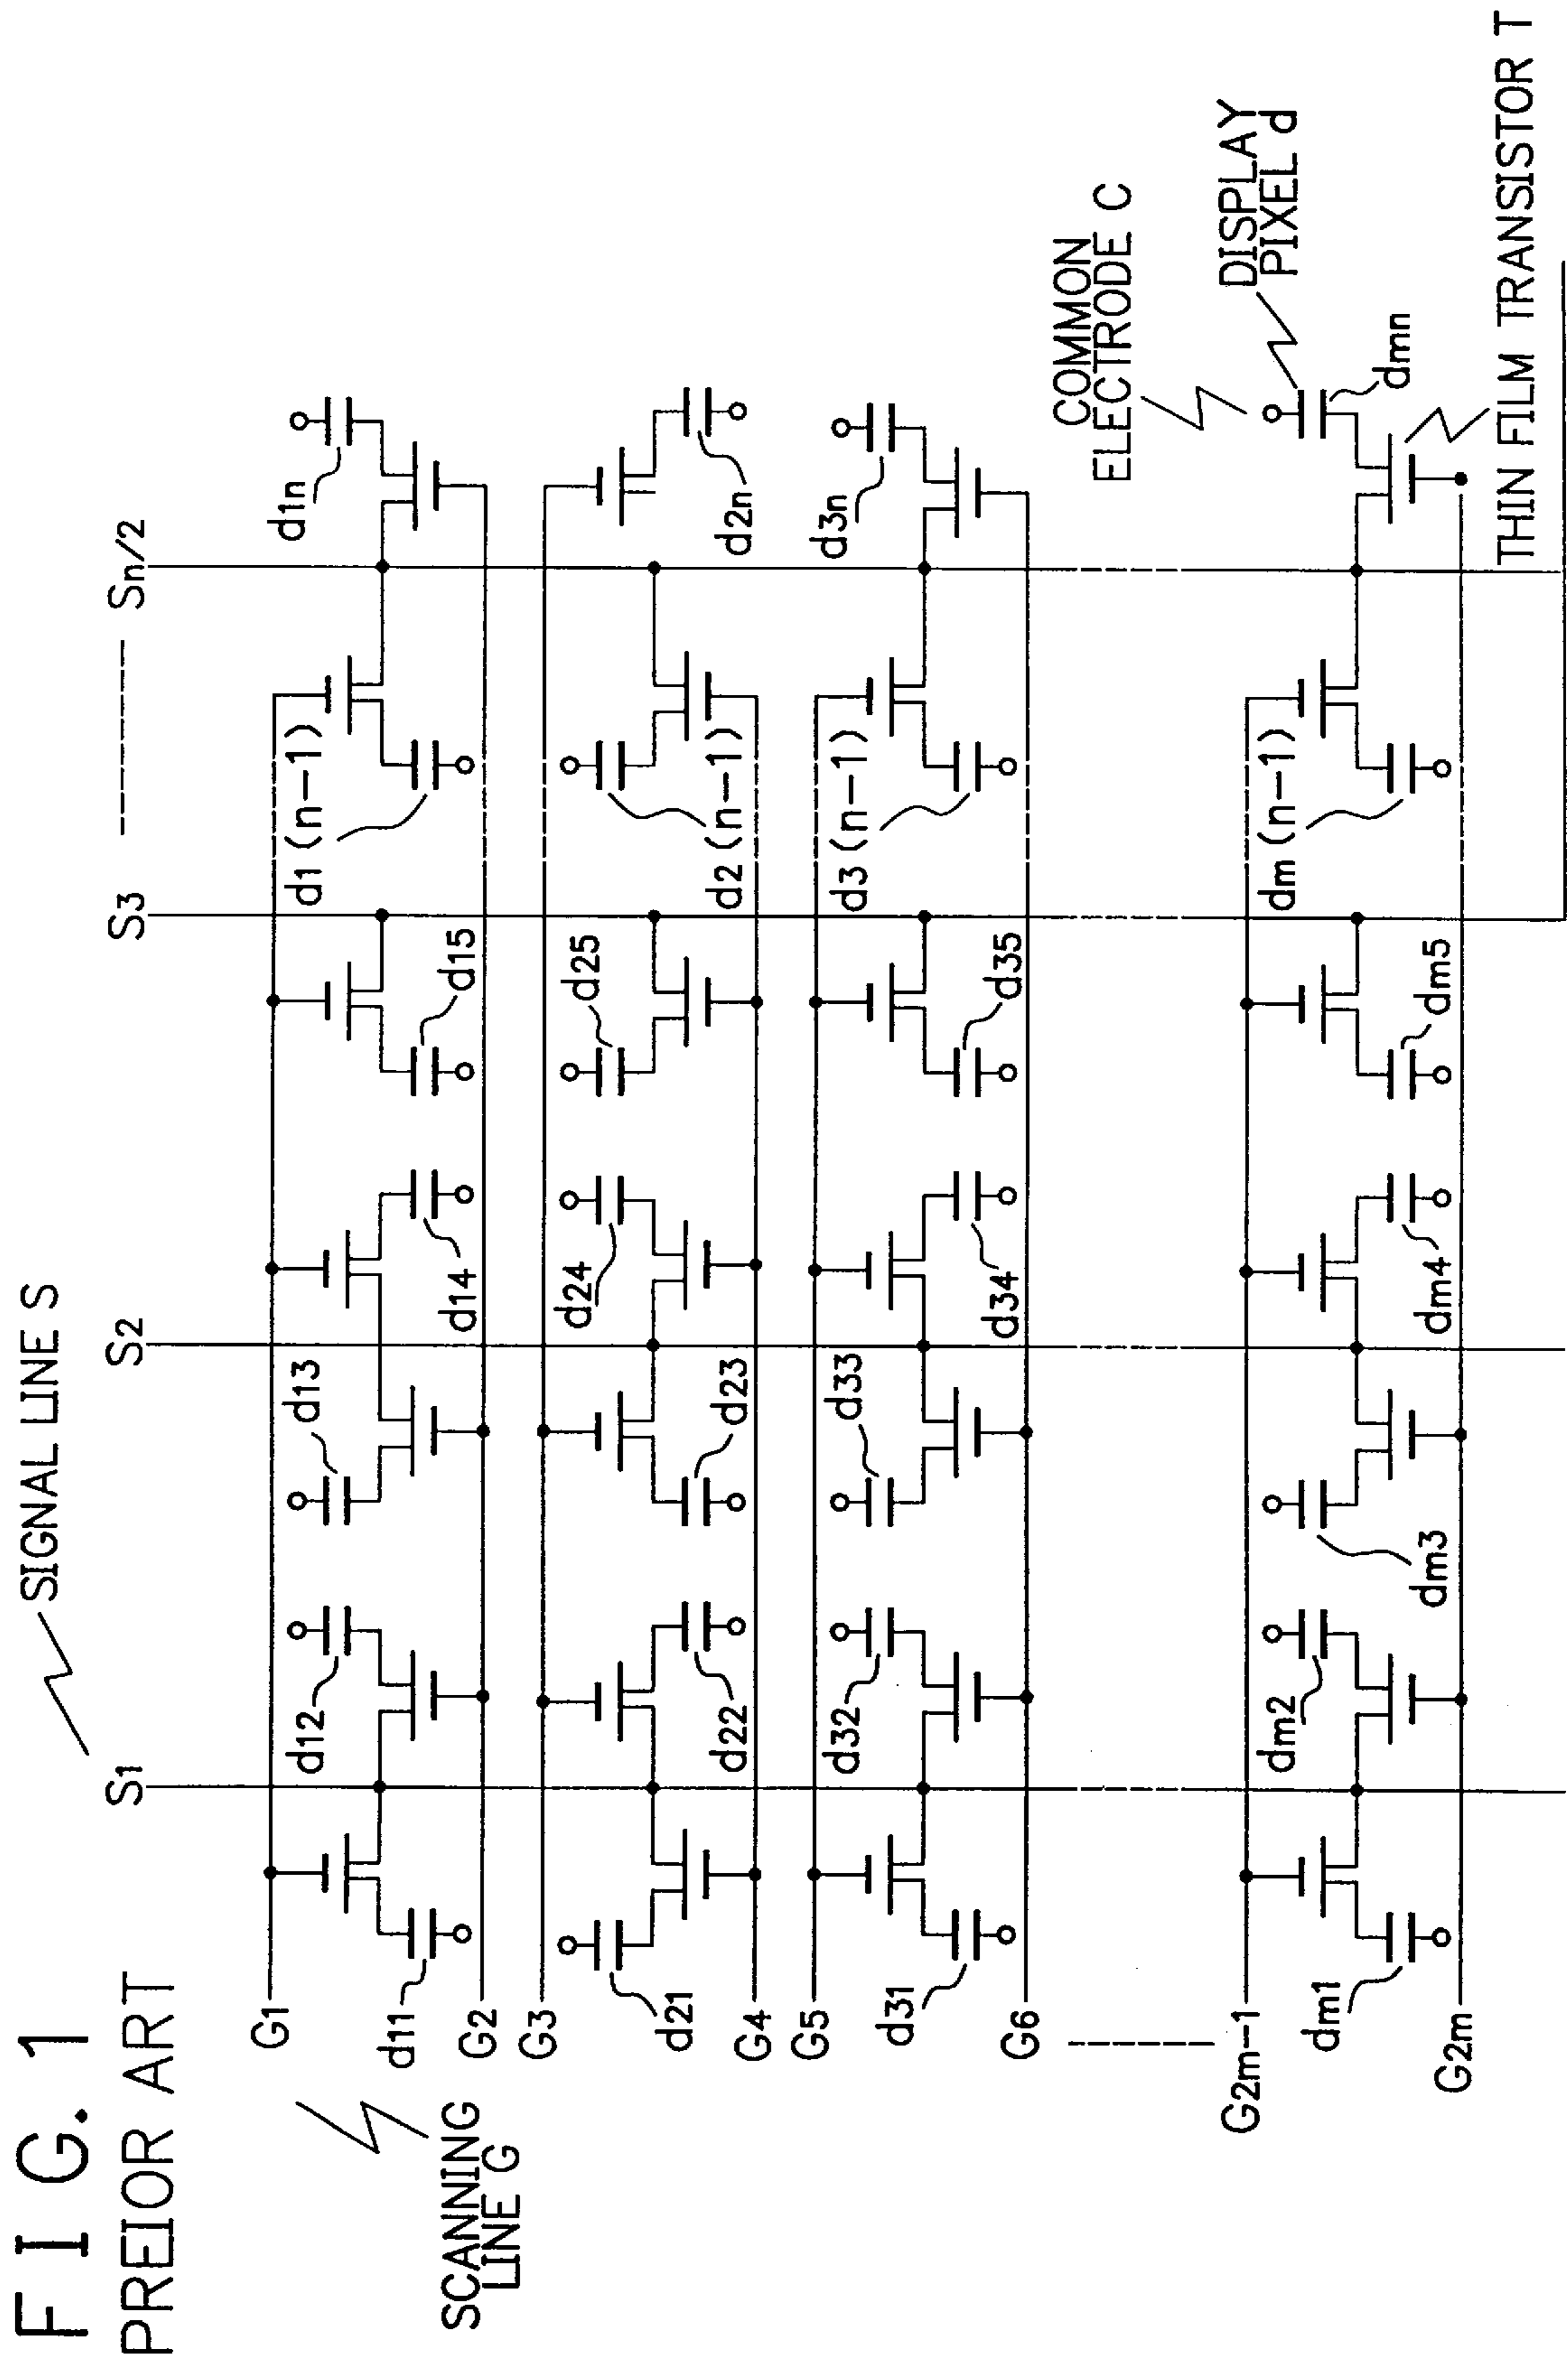 F I G. 1
PREIOR ART
SIGNAL LINE S
S1
S2
S3
Sn/2
SCANNING
LINE G
G1
d11
d12
d13
d14
d15
d1 (n-1)
d1n
G2
G3
d21
d22
d23
d24
d25
d2 (n-1)
d2n
G4
G5
d31
d32
d33
d34
d35
d3 (n-1)
d3n
G6
COMMON
ELECTRODE C
DISPLAY
PIXEL d
G2m-1
dm1
dm2
dm3
dm4
dm5
dm (n-1)
dmn
G2m
THIN FILM TRANSISTOR T